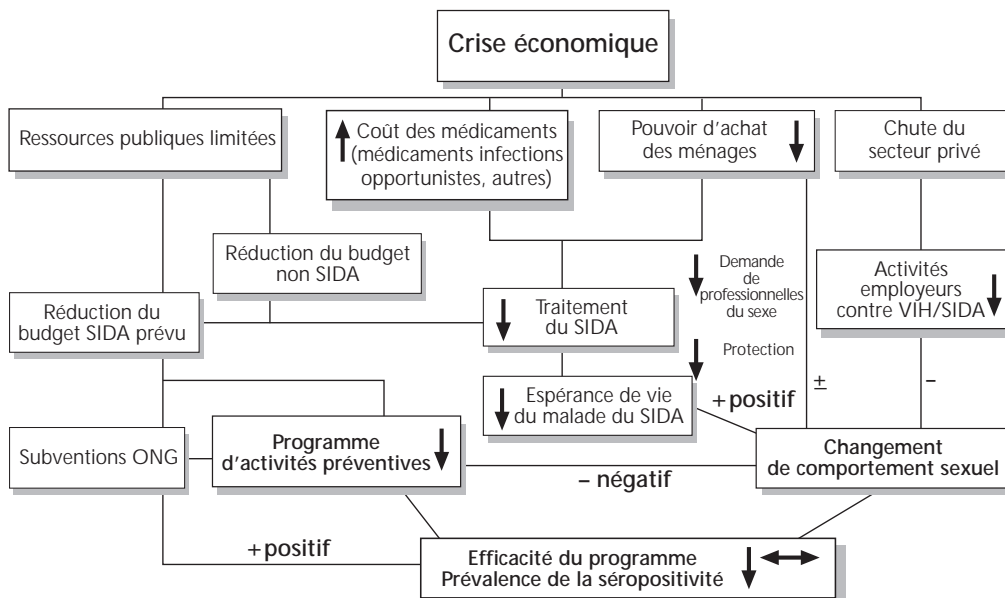 Crise économique
Ressources publiques limitées
Coût des médicaments
(médicaments infections
opportunistes, autres)
Pouvoir d'achat
des ménages
Chute du
secteur privé
Réduction du budget
non SIDA
Demande
de
professionnelles
du sexe
Activités
employeurs
contre VIH/SIDA
Réduction du
budget SIDA prévu
Traitement
du SIDA
Protection
Espérance de vie
du malade du SIDA
+ positif
±
–
Subventions ONG
Programme
d'activités préventives
– négatif
Changement
de comportement sexuel
+ positif
Efficacité du programme
Prévalence de la séropositivité